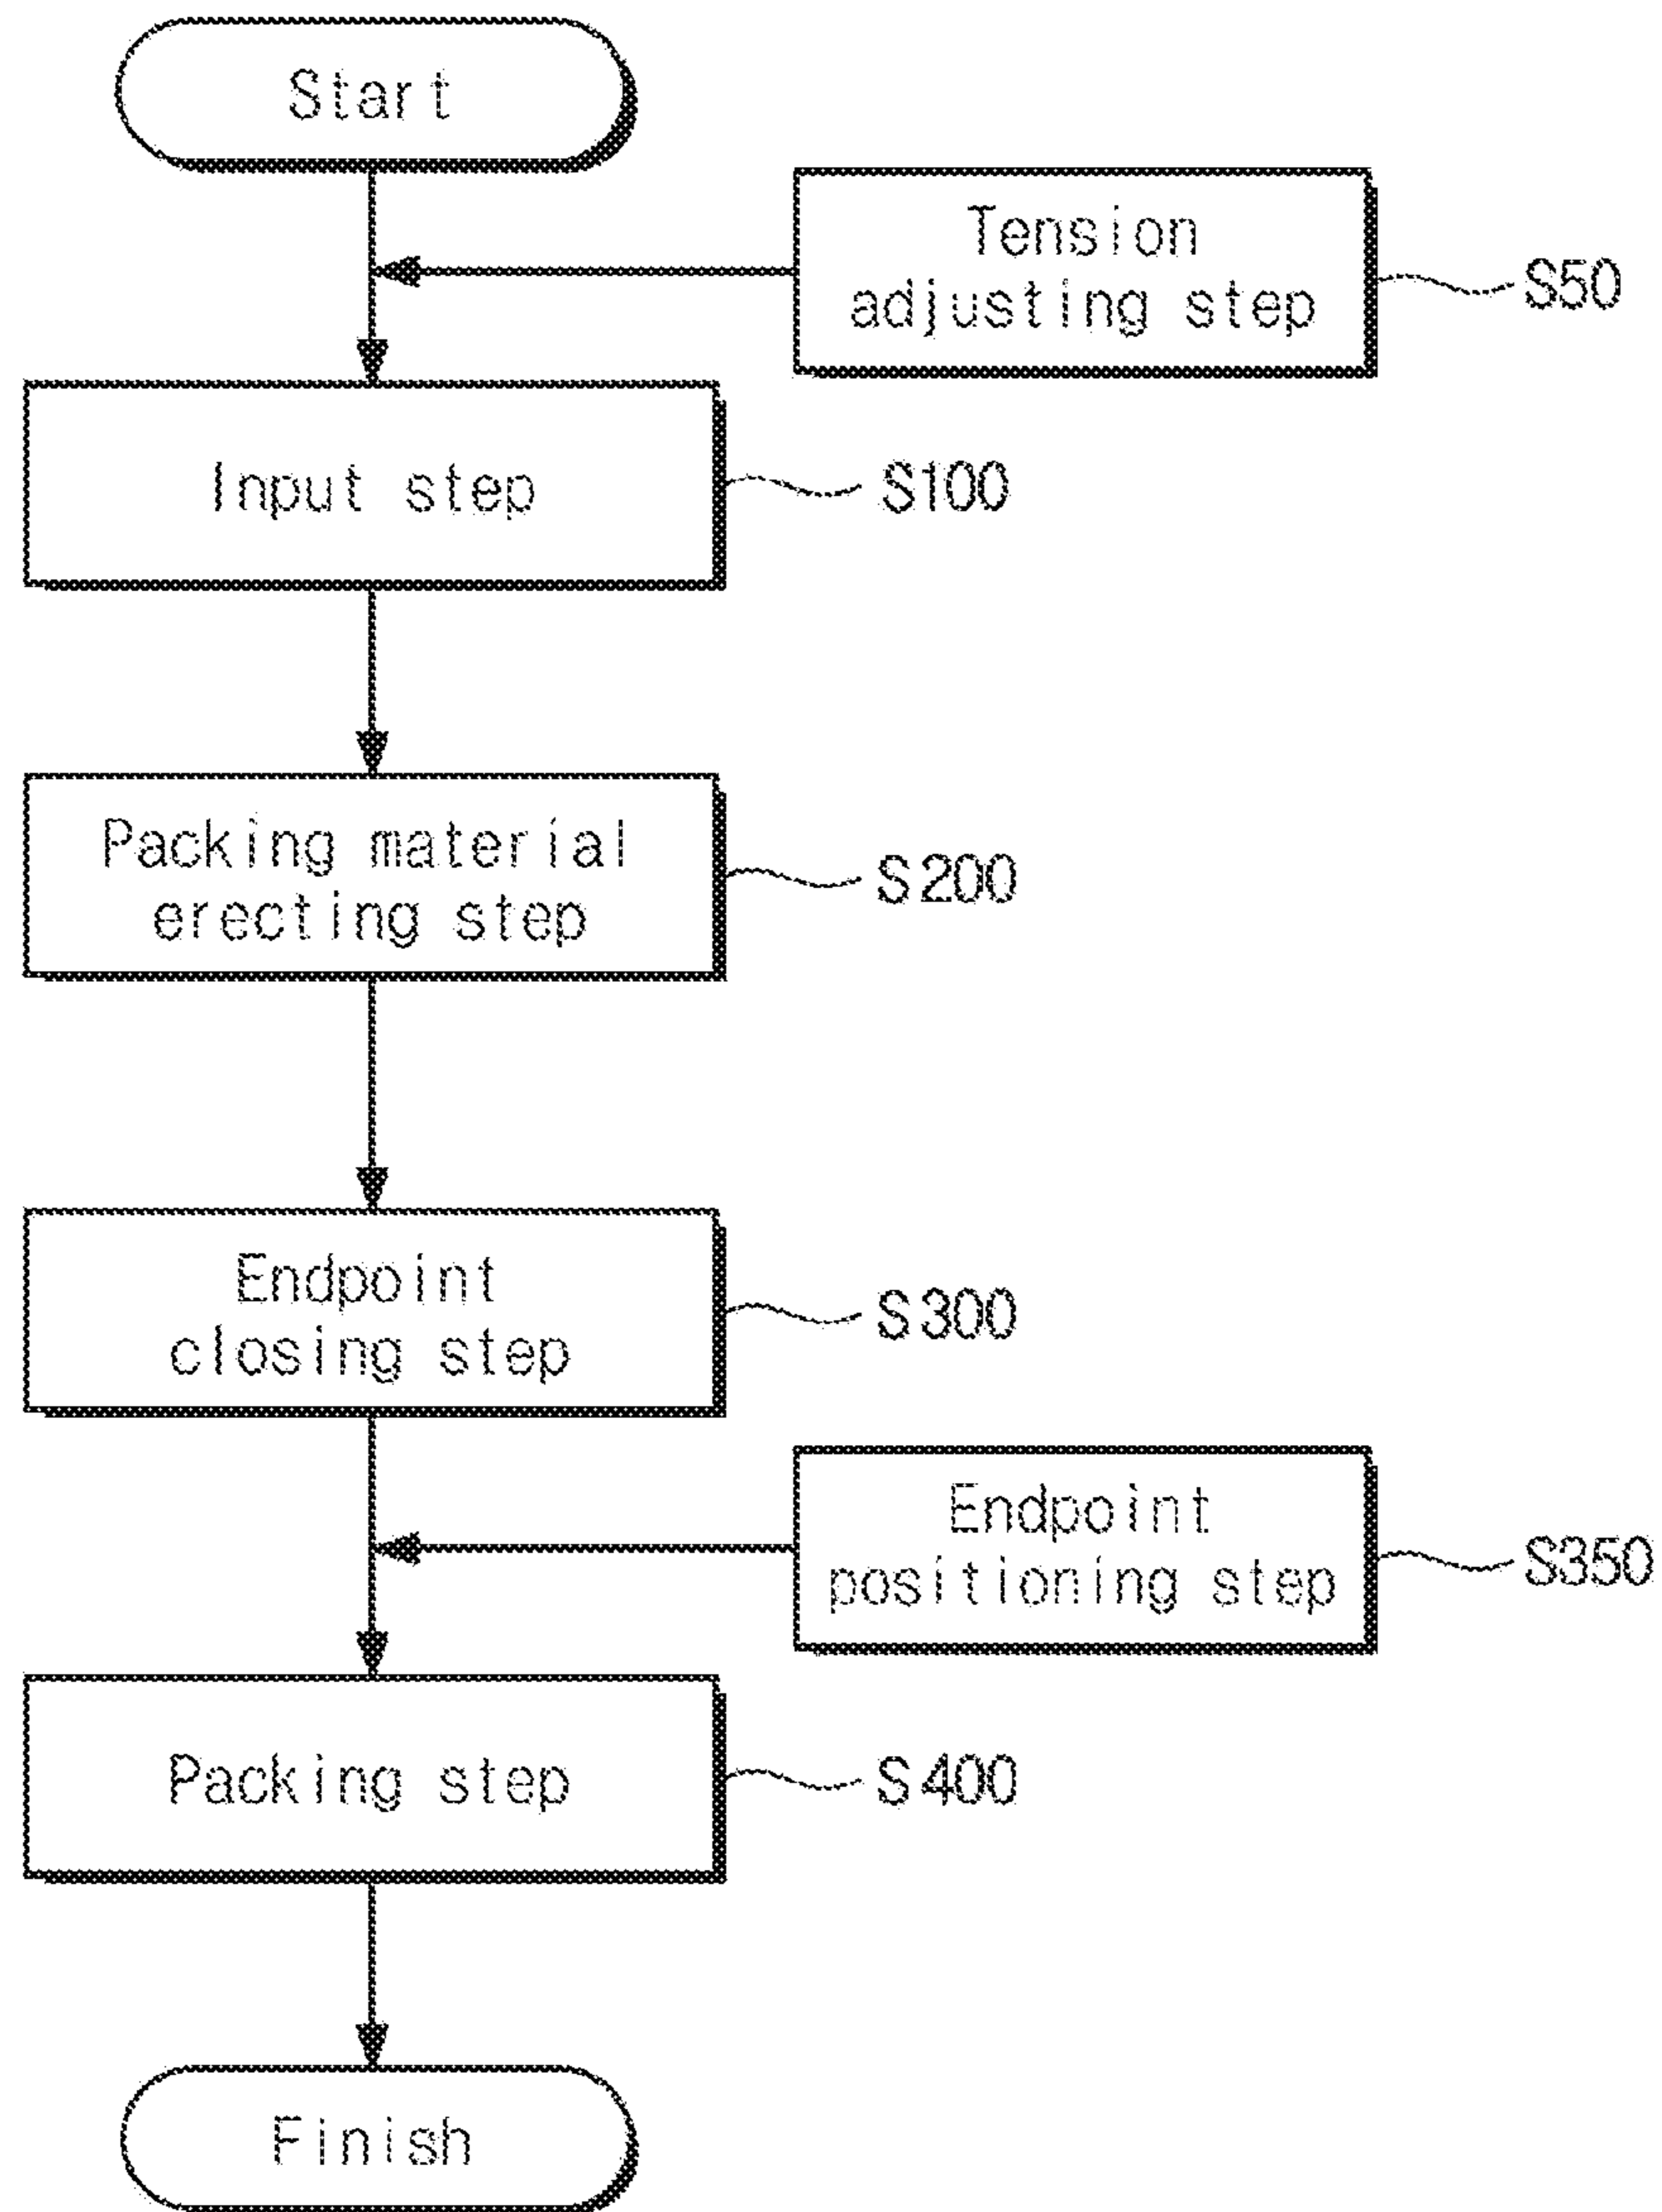 Start
Tension
adjusting step
S50
Input step
S100
Packing material
erecting step
S200
Endpoint
closing step
S300
Endpoint
positioning step
S350
Packing step
S400
Finish